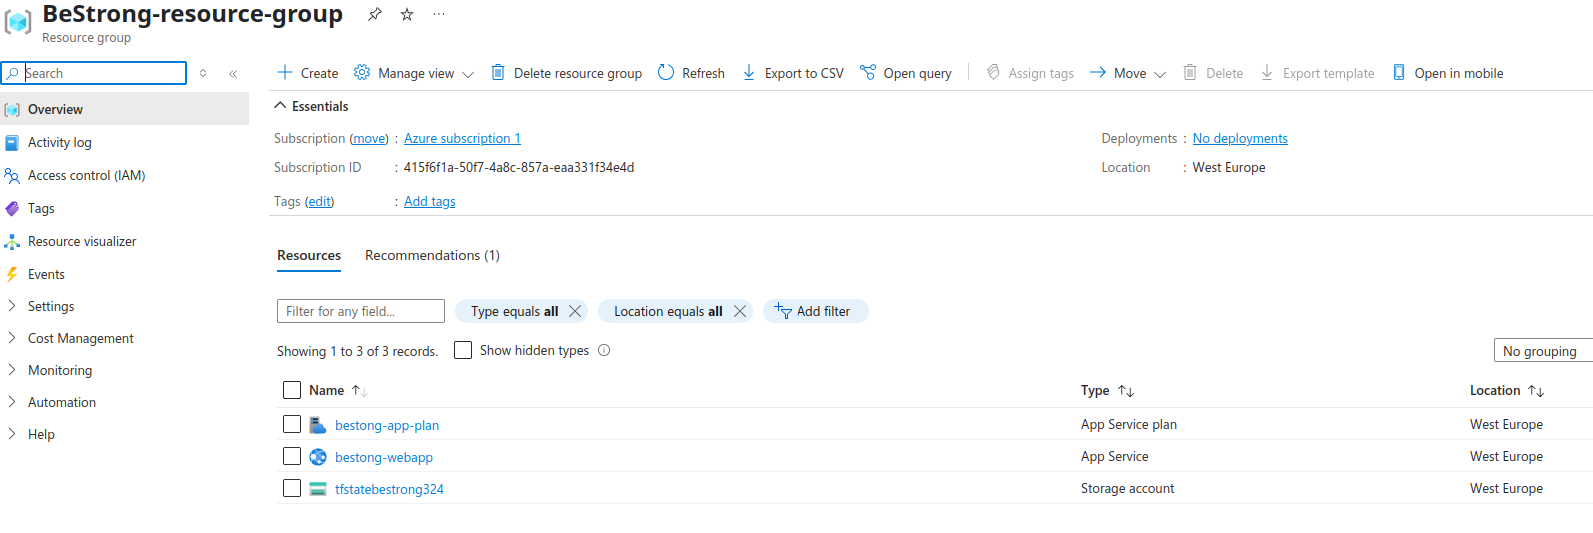 BeStrong-resource-group
Resource group
Search
Overview
Activity log
Access control (IAM)
Tags
Resource visualizer
Events
Settings
Cost Management
Monitoring
Automation
Help
Create Manage view Delete resource group Refresh Export to CSV Open query Assign tags Move Delete Export template Open in mobile
Essentials
Subscription (move) : Azure subscription 1 Deployments : No deployments
Subscription ID : 415f6f1a-50f7-4a8c-857a-eaa331f34e4d Location : West Europe
Tags (edit) : Add tags
Resources Recommendations (1)
Filter for any field... Type equals all Location equals all Add filter
Showing 1 to 3 of 3 records. Show hidden types No grouping
Name Type Location
bestong-app-plan App Service plan West Europe
bestong-webapp App Service West Europe
tfstatebestrong324 Storage account West Europe